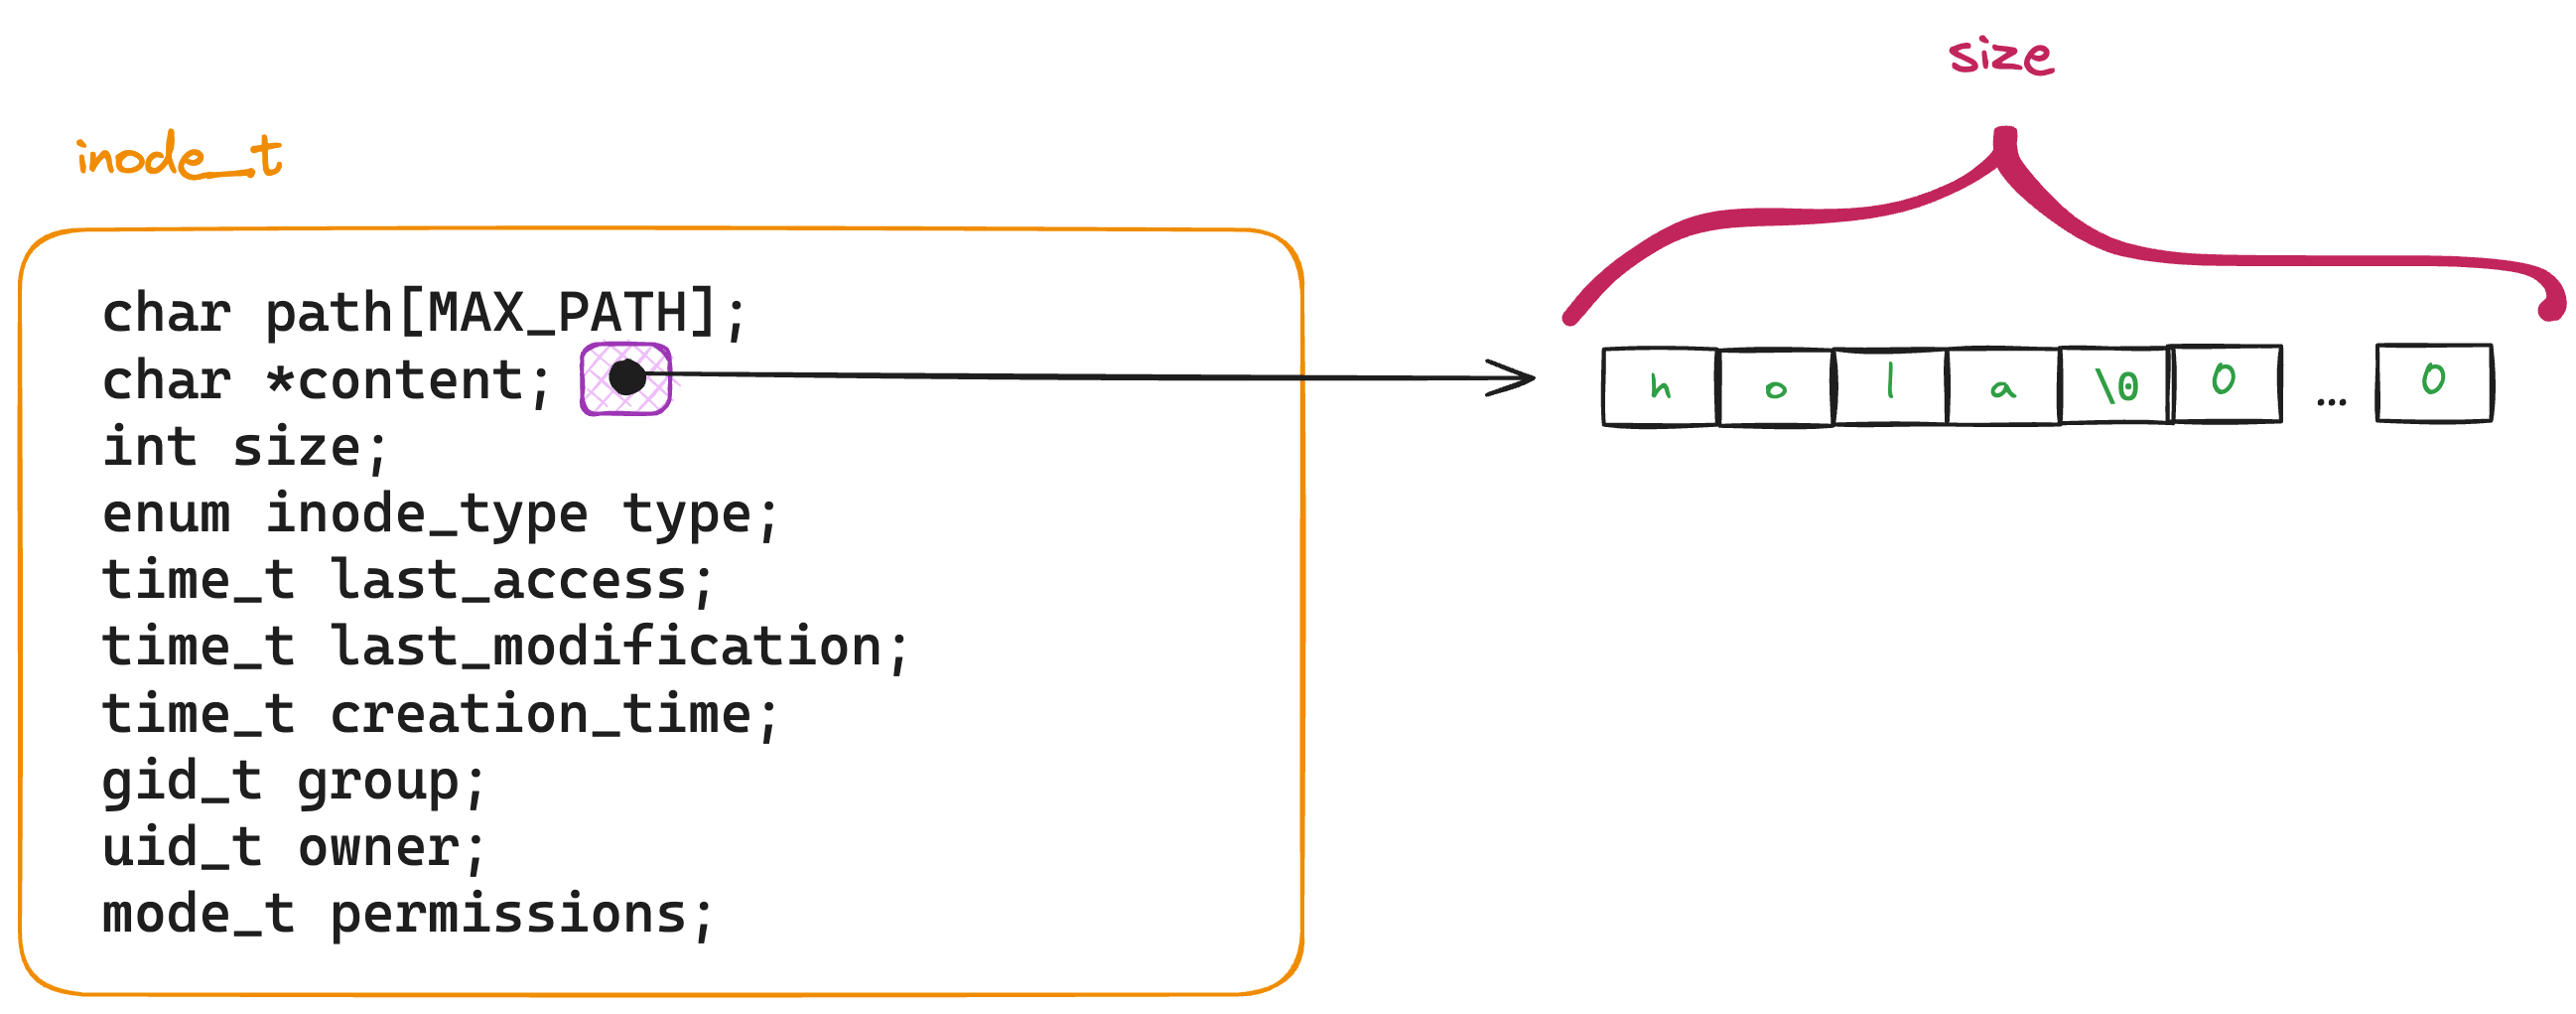 size
inode_t
char path[MAX_PATH];
char *content;
h o l a \0 0 ... 0
int size;
enum inode_type type;
time_t last_access;
time_t last_modification;
time_t creation_time;
gid_t group;
uid_t owner;
mode_t permissions;